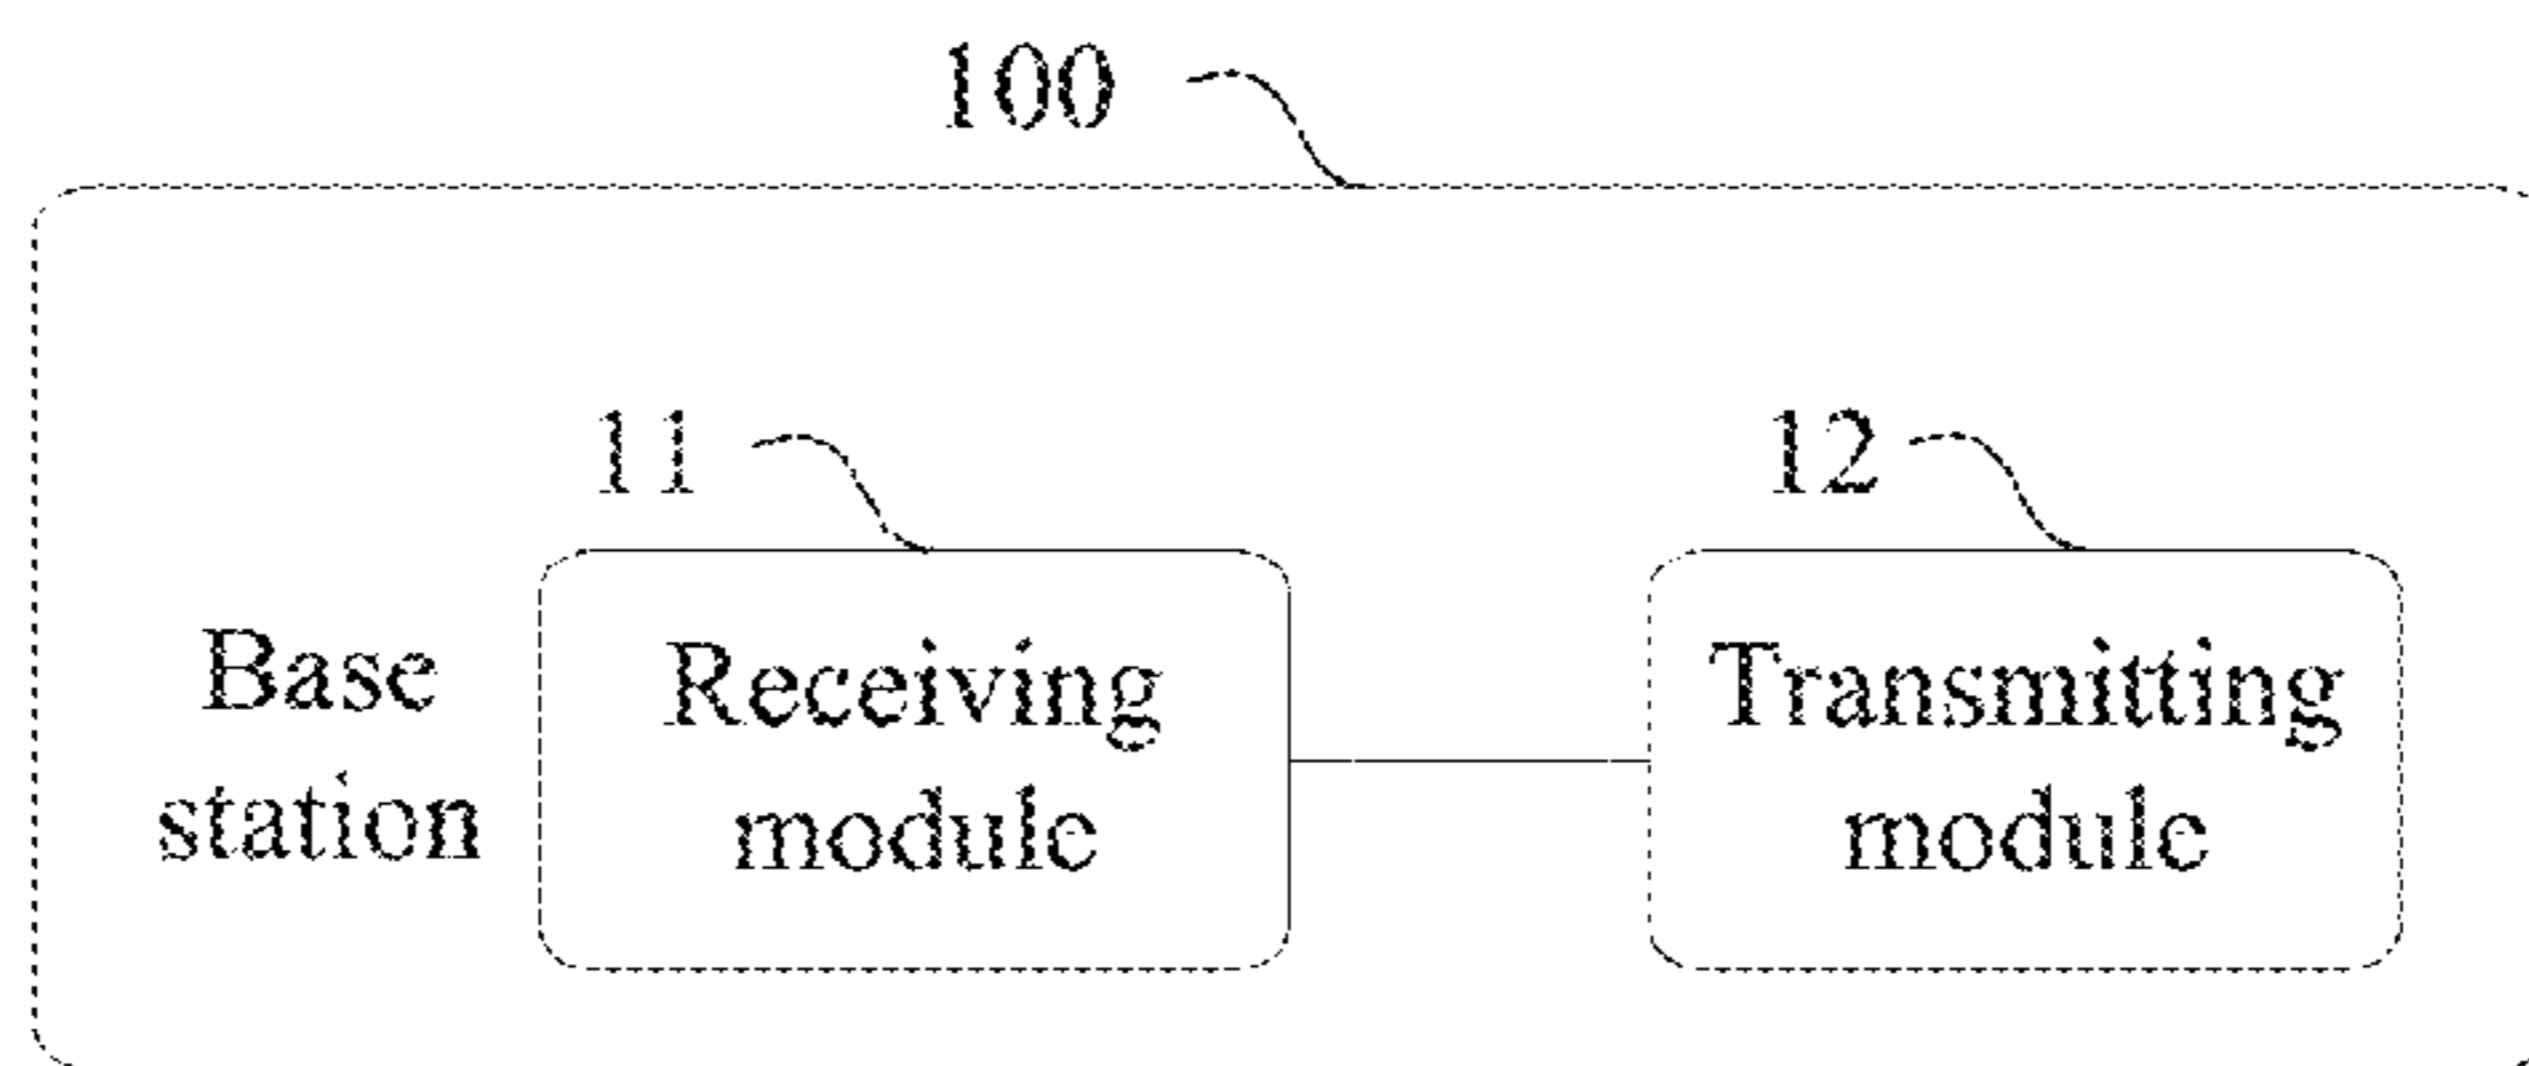 100
11
12
Base
station
Receiving
module
Transmitting
module